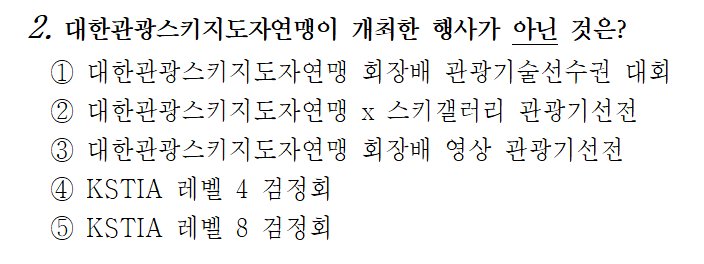 2. 대한관광스키지도자연맹이 개최한 행사가 아닌 것은?
① 대한관광스키지도자연맹 회장배 관광기술선수권 대회
② 대한관광스키지도자연맹 x 스키갤러리 관광기선전
③ 대한관광스키지도자연맹 회장배 영상 관광기선전
④ KSTIA 레벨 4 검정회
⑤ KSTIA 레벨 8 검정회